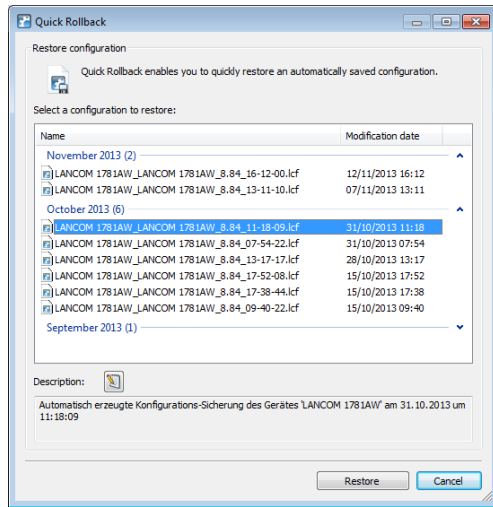 Quick Rollback
Restore configuration
Quick Rollback enables you to quickly restore an automatically saved configuration.
Select a configuration to restore:
Name Modification date
November 2013 (2)
LANCOM 1781AW_LANCOM 1781AW_8.84_16-12-00.lcf 12/11/2013 16:12
LANCOM 1781AW_LANCOM 1781AW_8.84_13-11-10.lcf 07/11/2013 13:11
October 2013 (6)
LANCOM 1781AW_LANCOM 1781AW_8.84_11-18-09.lcf 31/10/2013 11:18
LANCOM 1781AW_LANCOM 1781AW_8.84_07-54-22.lcf 31/10/2013 07:54
LANCOM 1781AW_LANCOM 1781AW_8.84_13-17-17.lcf 28/10/2013 13:17
LANCOM 1781AW_LANCOM 1781AW_8.84_17-52-08.lcf 15/10/2013 17:52
LANCOM 1781AW_LANCOM 1781AW_8.84_17-38-44.lcf 15/10/2013 17:38
LANCOM 1781AW_LANCOM 1781AW_8.84_09-40-22.lcf 15/10/2013 09:40
September 2013 (1)
Description:
Automatisch erzeugte Konfigurations-Sicherung des Gerätes 'LANCOM 1781AW' am 31.10.2013 um
11:18:09
Restore Cancel